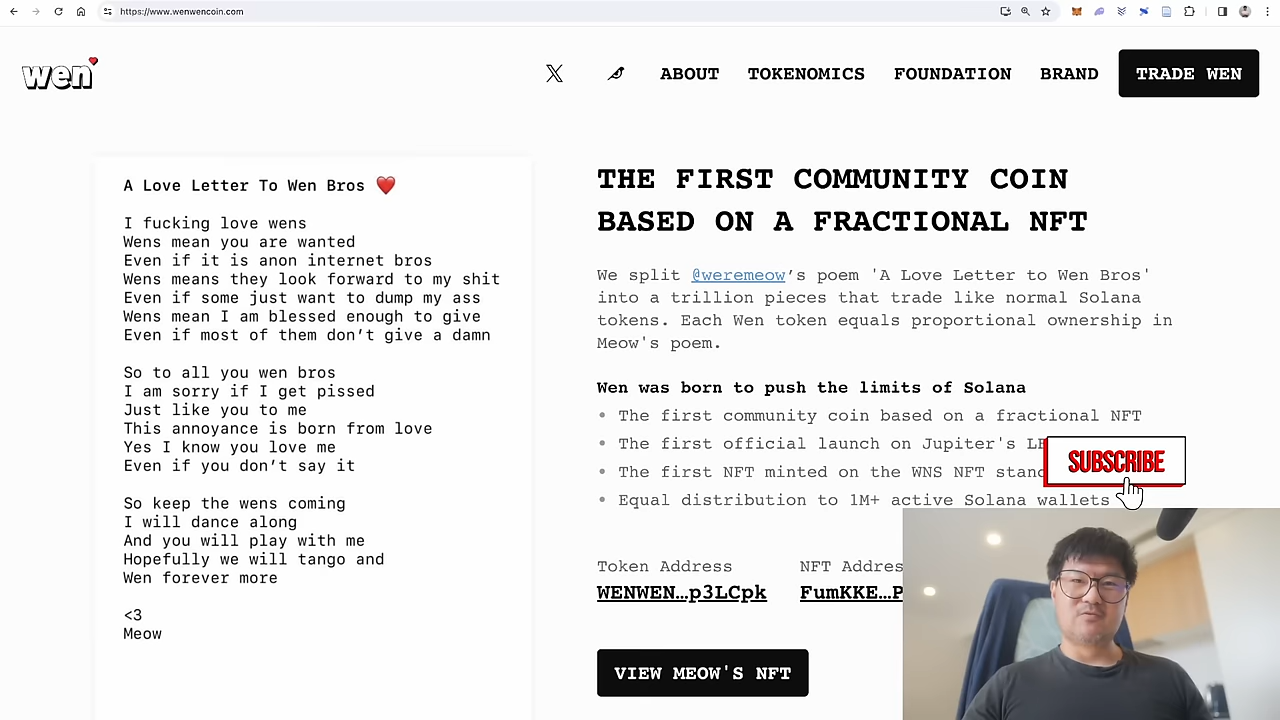 https://www.wenwencoin.com
wen
ABOUT
TOKENOMICS
FOUNDATION
BRAND
TRADE WEN
A Love Letter To Wen Bros ❤️
I fucking love wens
Wens mean you are wanted
Even if it is anon internet bros
Wens means they look forward to my shit
Even if some just want to dump my ass
Wens mean I am blessed enough to give
Even if most of them don’t give a damn
So to all you wen bros
I am sorry if I get pissed
Just like you to me
This annoyance is born from love
Yes I know you love me
Even if you don’t say it
So keep the wens coming
I will dance along
And you will play with me
Hopefully we will tango and
Wen forever more
<3
Meow
THE FIRST COMMUNITY COIN
BASED ON A FRACTIONAL NFT
We split @weremeow’s poem 'A Love Letter to Wen Bros'
into a trillion pieces that trade like normal Solana
tokens. Each Wen token equals proportional ownership in
Meow's poem.
Wen was born to push the limits of Solana
• The first community coin based on a fractional NFT
• The first official launch on Jupiter's
• The first NFT minted on the WNS NFT
• Equal distribution to 1M+ active Solana wallets
SUBSCRIBE
Token Address
WENWEN…p3LCpk
NFT
FumKKE…P
VIEW MEOW'S NFT